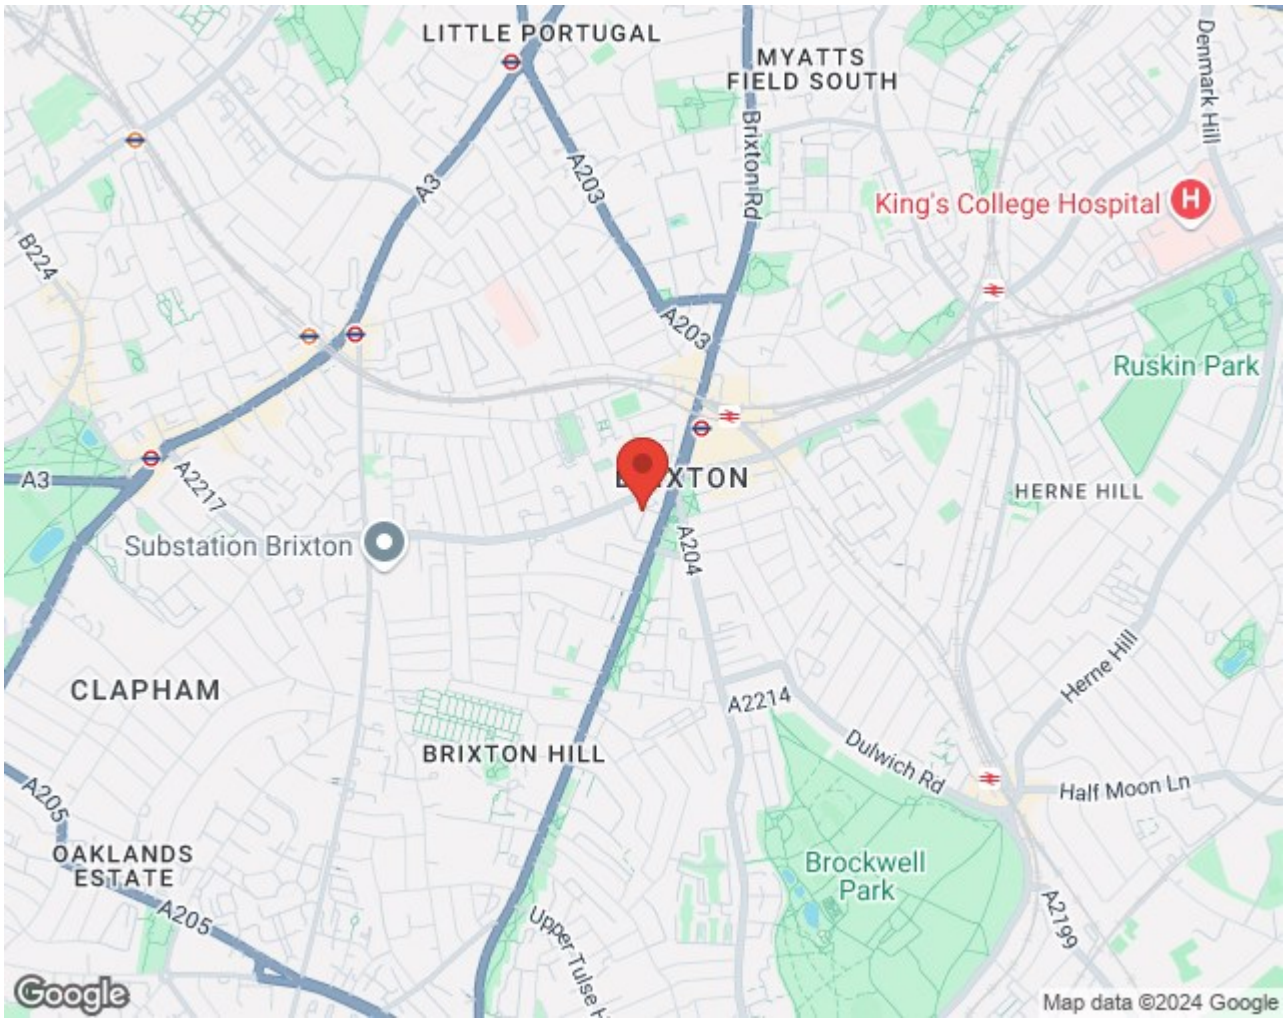 LITTLE PORTUGAL
MYATTS
FIELD SOUTH
Denmark Hill
Brixton Rd
A203
A3
King's College Hospital
H
B224
A203
Ruskin Park
A3
A2217
HERNE HILL
Substation Brixton
A204
Herne Hill
CLAPHAM
A2214
BRIXTON HILL
Dulwich Rd
Half Moon Ln
A205
OAKLANDS
ESTATE
Brockwell
Park
A205
A2199
Upper Tulse H
Google
Map data ©2024 Google